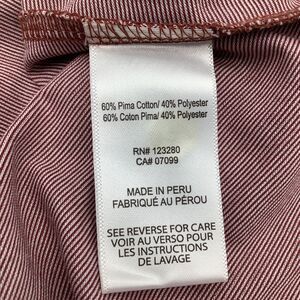 60% Pima Cotton/ 40% Polyester
60% Coton Pima/ 40% Polyester
RN# 123280
CA# 07099
MADE IN PERU
FABRIQUÉ AU PÉROU
SEE REVERSE FOR CARE
VOIR AU VERSO POUR
LES INSTRUCTIONS
DE LAVAGE